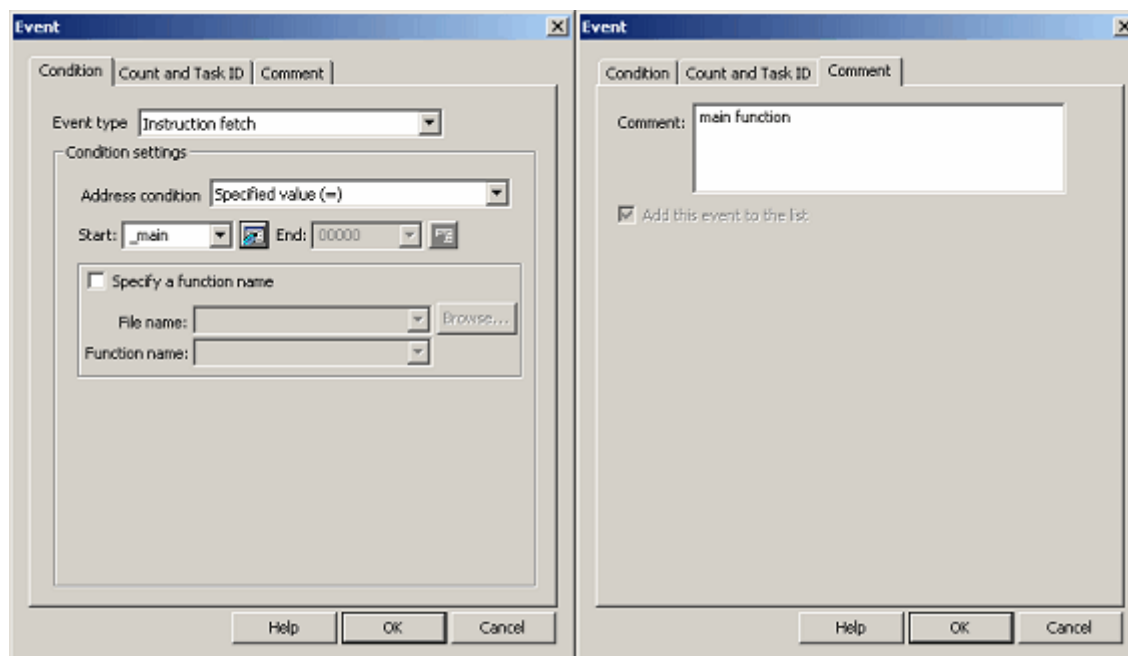 Event
Condition
Count and Task ID
Comment
Event type
Instruction fetch
Condition settings
Address condition
Specified value (=)
Start:
_main
End:
00000
Specify a function name
File name:
Browse...
Function name:
Help
OK
Cancel
Event
Condition
Count and Task ID
Comment
Comment:
main function
Add this event to the list
Help
OK
Cancel